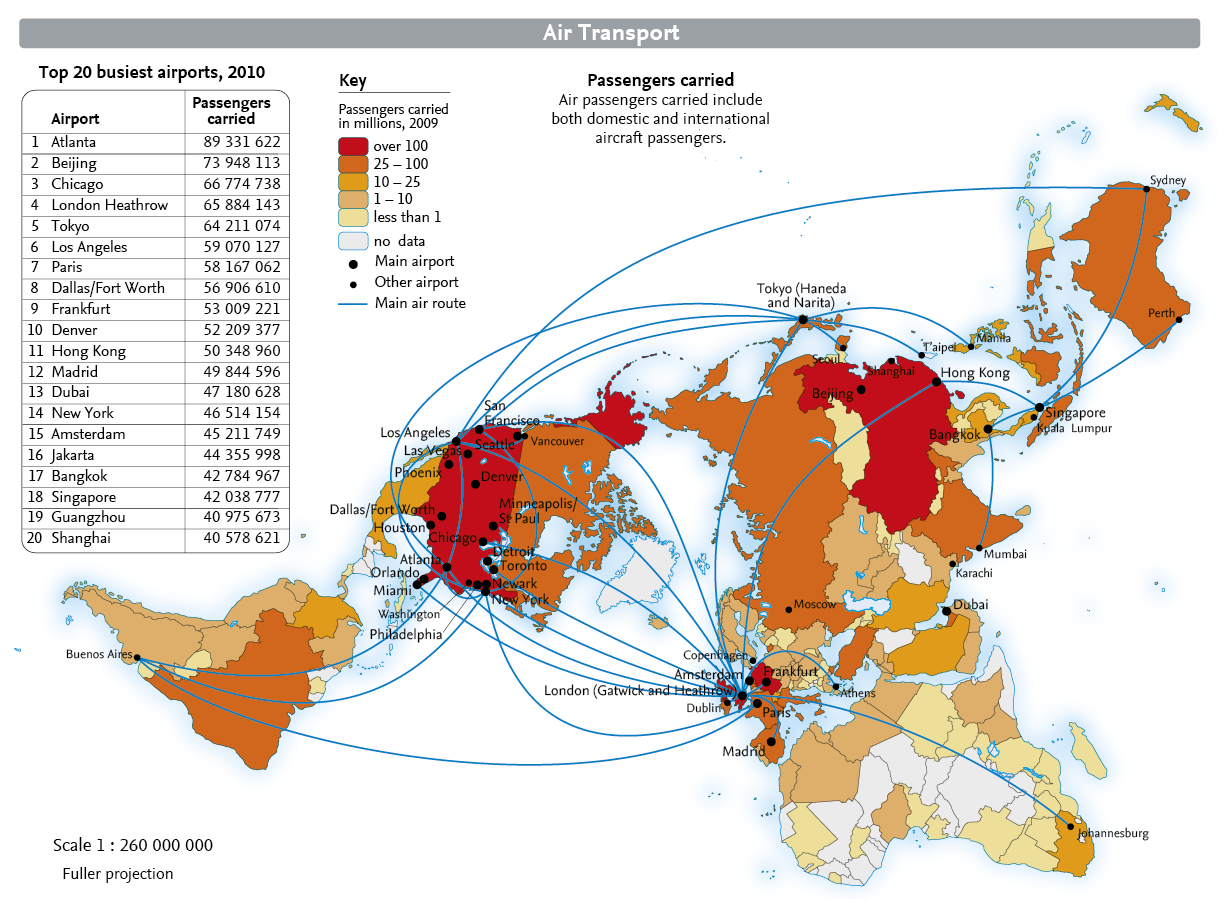 Air Transport
Top 20 busiest airports, 2010
Airport Passengers carried
1 Atlanta 89 331 622
2 Beijing 73 948 113
3 Chicago 66 774 738
4 London Heathrow 65 884 143
5 Tokyo 64 211 074
6 Los Angeles 59 070 127
7 Paris 58 167 062
8 Dallas/Fort Worth 56 906 610
9 Frankfurt 53 009 221
10 Denver 52 209 377
11 Hong Kong 50 348 960
12 Madrid 49 844 596
13 Dubai 47 180 628
14 New York 46 514 154
15 Amsterdam 45 211 749
16 Jakarta 44 355 998
17 Bangkok 42 784 967
18 Singapore 42 038 777
19 Guangzhou 40 975 673
20 Shanghai 40 578 621
Key
Passengers carried
in millions, 2009
over 100
25 – 100
10 – 25
1 – 10
less than 1
no data
Main airport
Other airport
Main air route
Passengers carried
Air passengers carried include
both domestic and international
aircraft passengers.
Sydney
Perth
Tokyo (Haneda
and Narita)
Seoul
T'aipei
Manila
Shanghai
Hong Kong
Beijing
Singapore
Kuala Lumpur
Bangkok
Mumbai
Karachi
Dubai
Moscow
San
Francisco
Los Angeles
Seattle
Vancouver
Las Vegas
Phoenix
Denver
Minneapolis/
St Paul
Dallas/Fort Worth
Houston
Chicago
Detroit
Toronto
Atlanta
Orlando
Miami
Newark
New York
Washington
Philadelphia
Buenos Aires
Copenhagen
Amsterdam
Frankfurt
London (Gatwick and Heathrow)
Dublin
Paris
Athens
Madrid
Johannesburg
Scale 1 : 260 000 000
Fuller projection